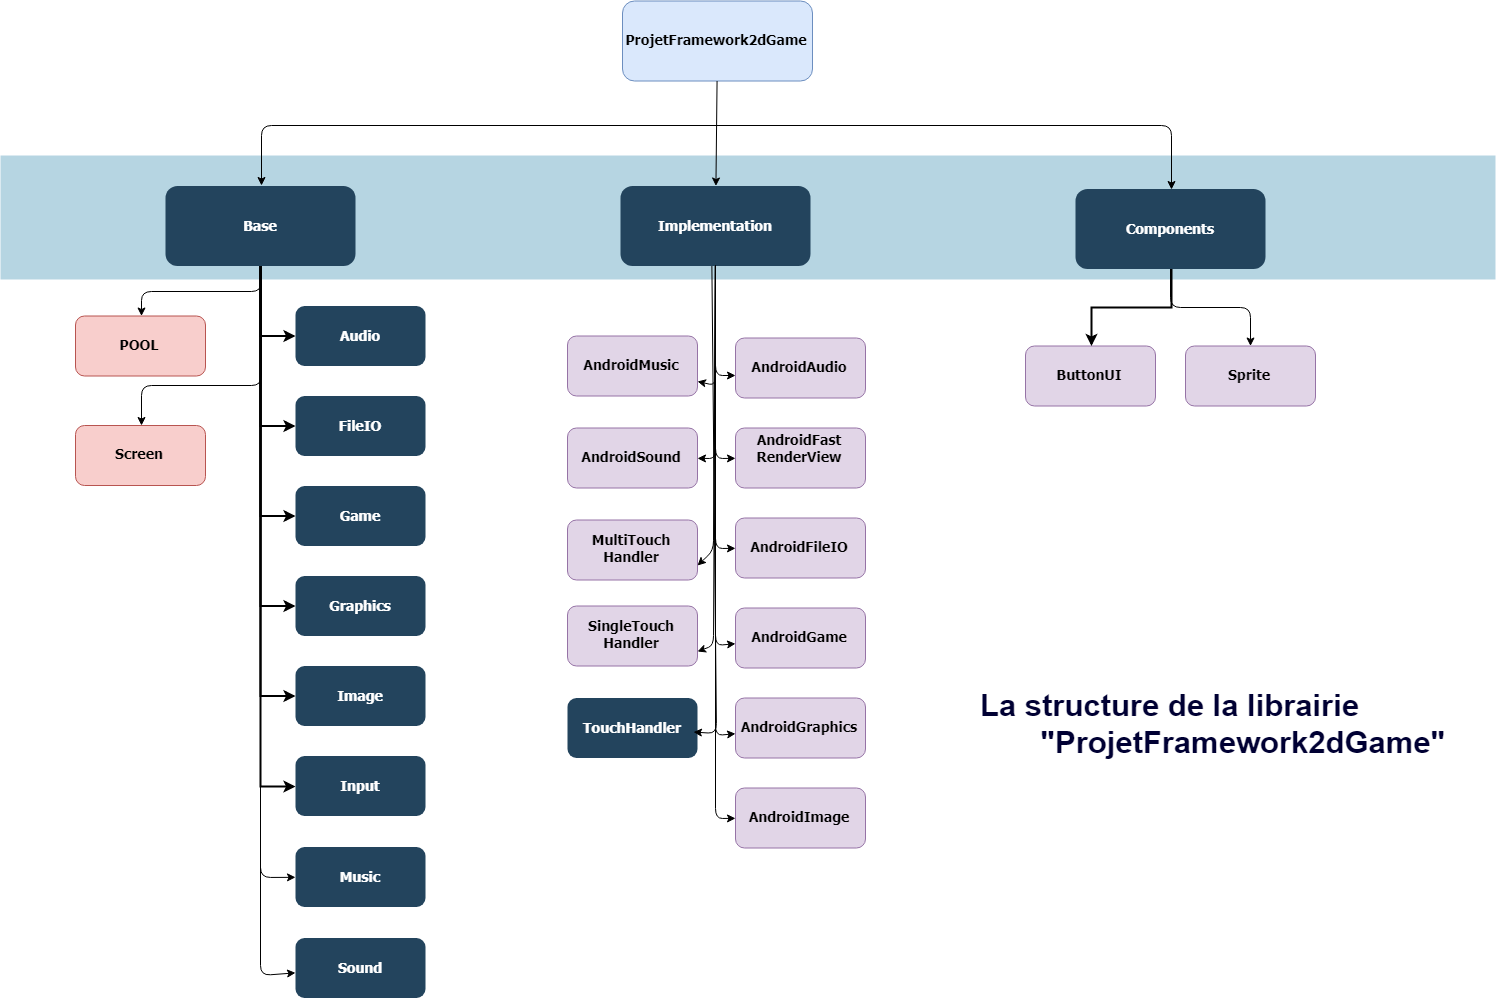 ProjetFramework2dGame
Base
Implementation
Components
POOL
Screen
Audio
FileIO
Game
Graphics
Image
Input
Music
Sound
AndroidMusic
AndroidSound
MultiTouch
Handler
SingleTouch
Handler
TouchHandler
AndroidAudio
AndroidFast
RenderView
AndroidFileIO
AndroidGame
AndroidGraphics
AndroidImage
ButtonUI
Sprite
La structure de la librairie
"ProjetFramework2dGame"